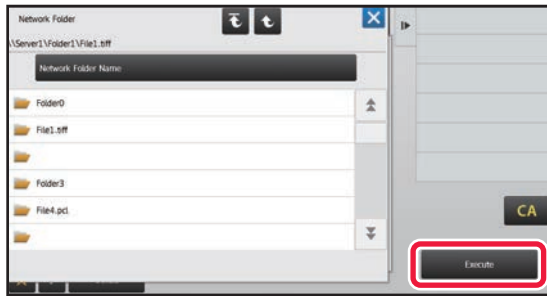 Network Folder
\\Server1\Folder1\File1.tiff
Network Folder Name
Folder0
File1.tiff
Folder3
File4.pcl
CA
Execute